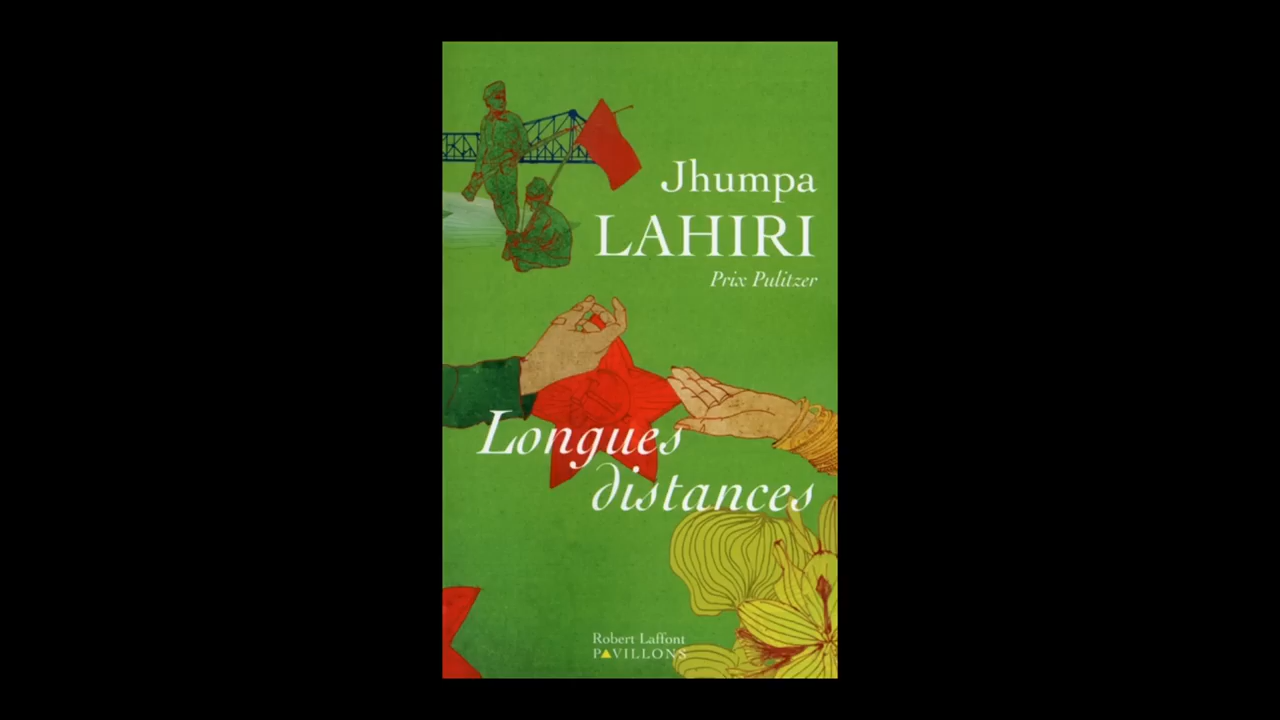 Jhumpa
LAHIRI
Prix Pulitzer
Longues
distances
Robert Laffont
PAVILLONS